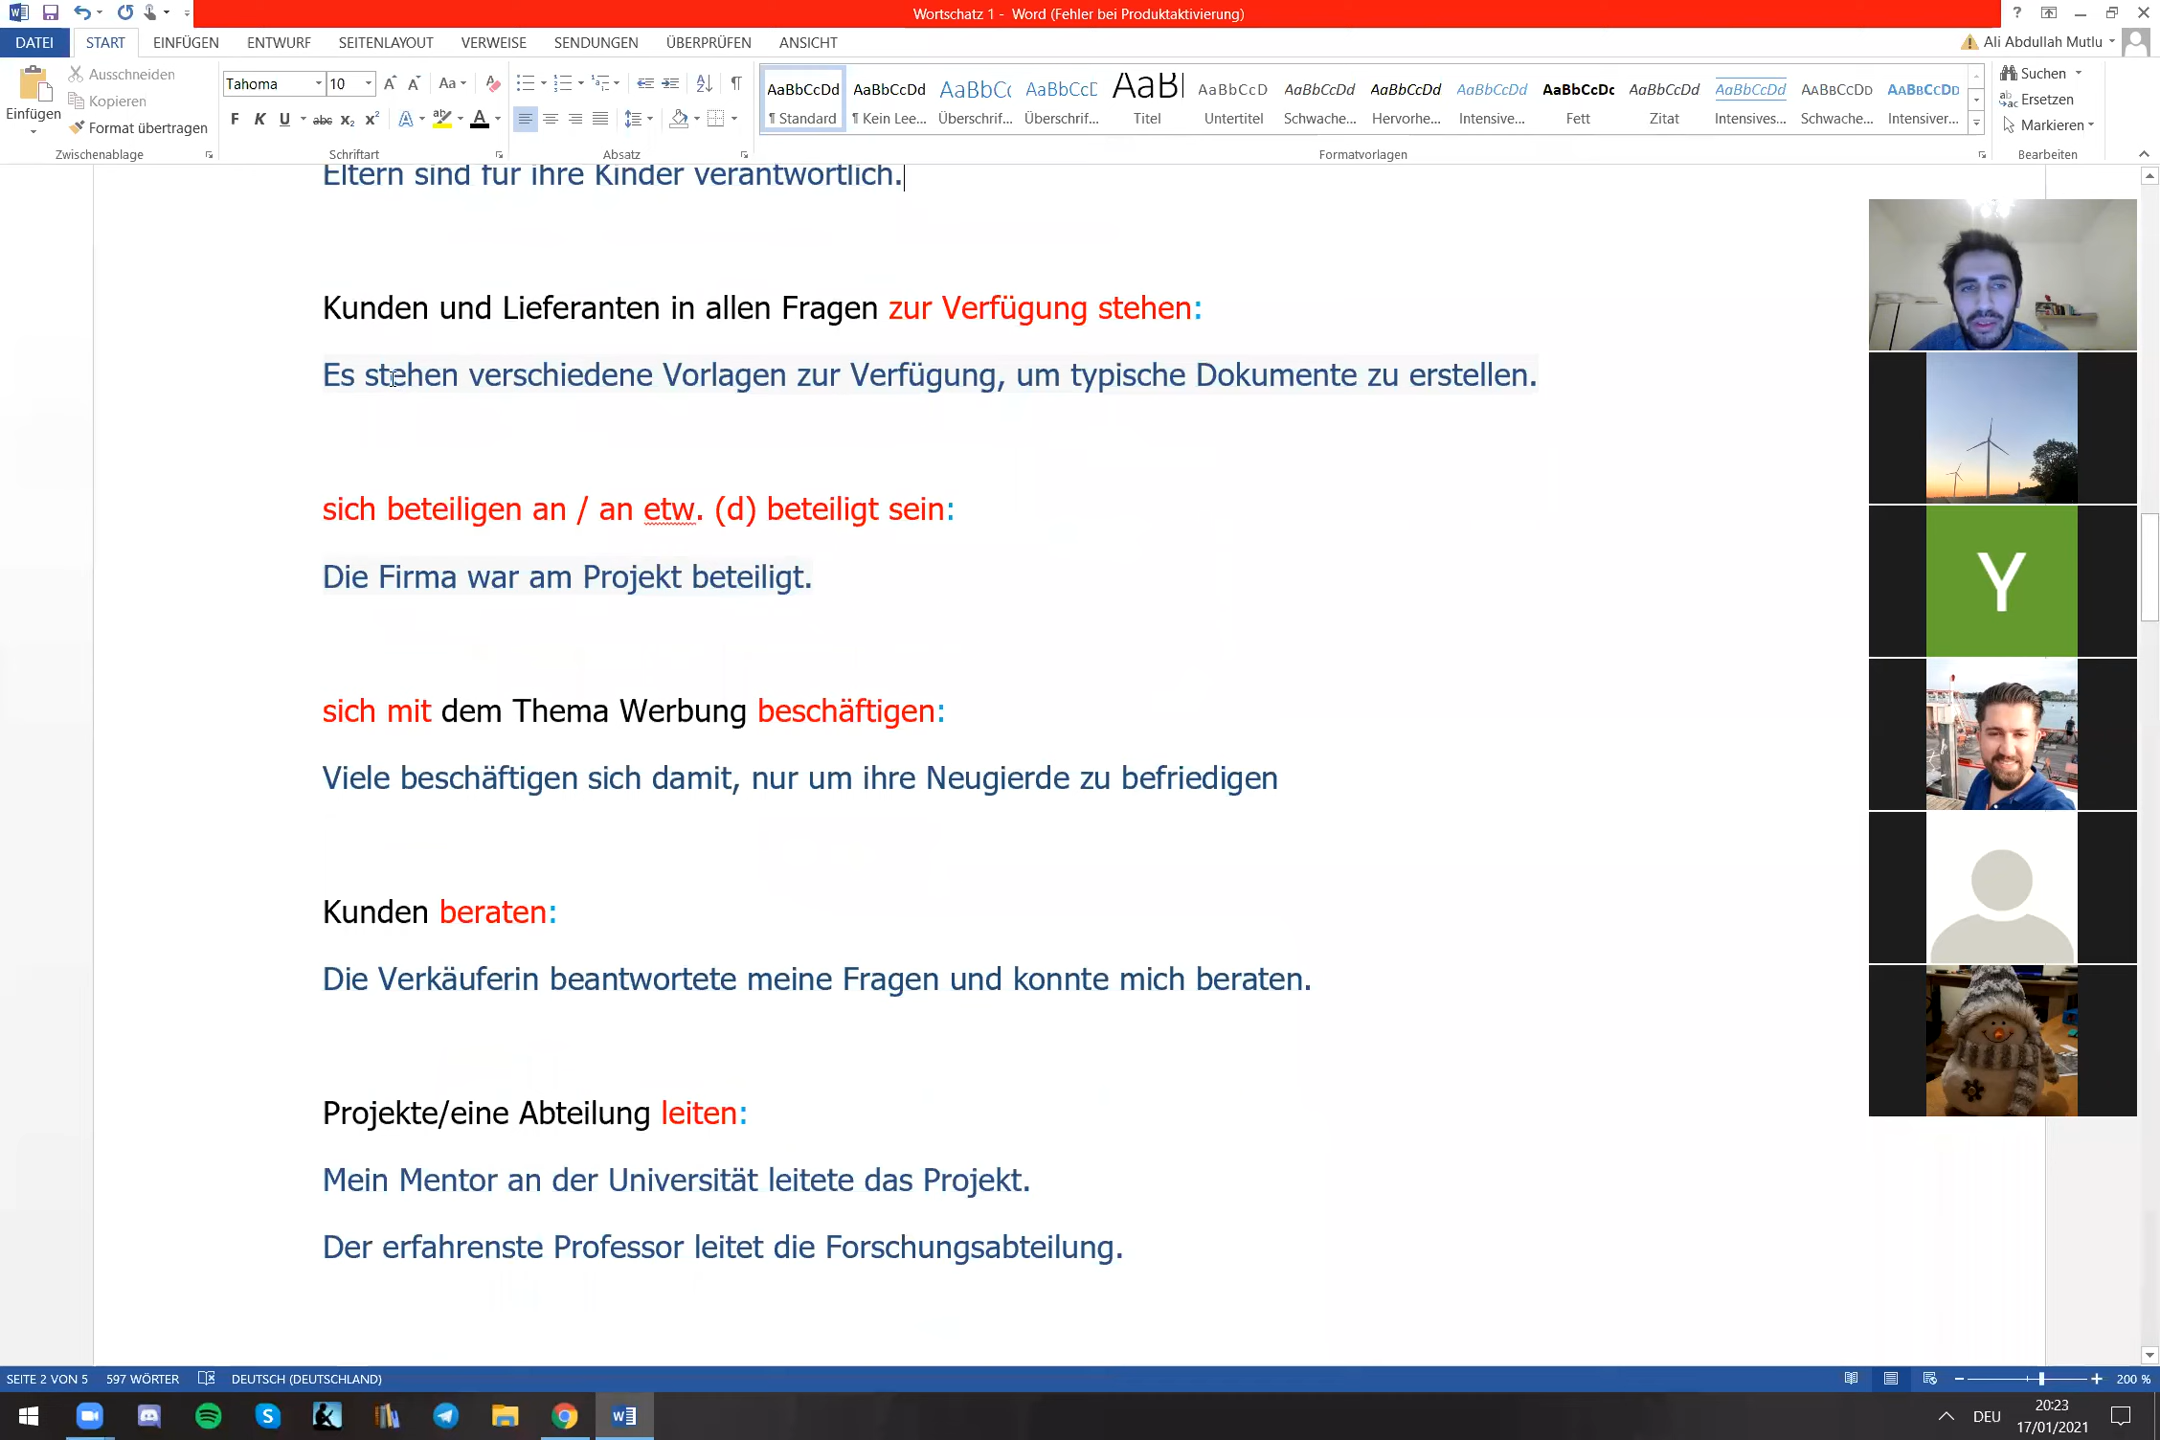 Wortschatz 1 - Word (Fehler bei Produktaktivierung)
DATEI START EINFÜGEN ENTWURF SEITENLAYOUT VERWEISE SENDUNGEN ÜBERPRÜFEN ANSICHT Ali Abdullah Mutlu
Einfügen
Ausschneiden
Kopieren
Format übertragen
Zwischenablage
Tahoma 10
Aa
F K U abc x₂ x² A A
Schriftart
Absatz
AaBbCcDd AaBbCcDd AaBbCc AaBbCcD AaBl AaBbCcD AaBbCcDd AaBbCcDd AaBbCcDd AaBbCcDc AaBbCcDd AaBbCcDd AaBbCcDd AaBbCcDd
¶ Standard ¶ Kein Lee... Überschrif... Überschrif... Titel Untertitel Schwache... Hervorhe... Intensive... Fett Zitat Intensives... Schwache... Intensiver...
Formatvorlagen
Suchen
Ersetzen
Markieren
Bearbeiten
Eltern sind für ihre Kinder verantwortlich.
Kunden und Lieferanten in allen Fragen zur Verfügung stehen:
Es stehen verschiedene Vorlagen zur Verfügung, um typische Dokumente zu erstellen.
sich beteiligen an / an etw. (d) beteiligt sein:
Die Firma war am Projekt beteiligt.
sich mit dem Thema Werbung beschäftigen:
Viele beschäftigen sich damit, nur um ihre Neugierde zu befriedigen
Kunden beraten:
Die Verkäuferin beantwortete meine Fragen und konnte mich beraten.
Projekte/eine Abteilung leiten:
Mein Mentor an der Universität leitete das Projekt.
Der erfahrenste Professor leitet die Forschungsabteilung.
Y
SEITE 2 VON 5 597 WÖRTER DEUTSCH (DEUTSCHLAND) 200 %
DEU
20:23
17/01/2021